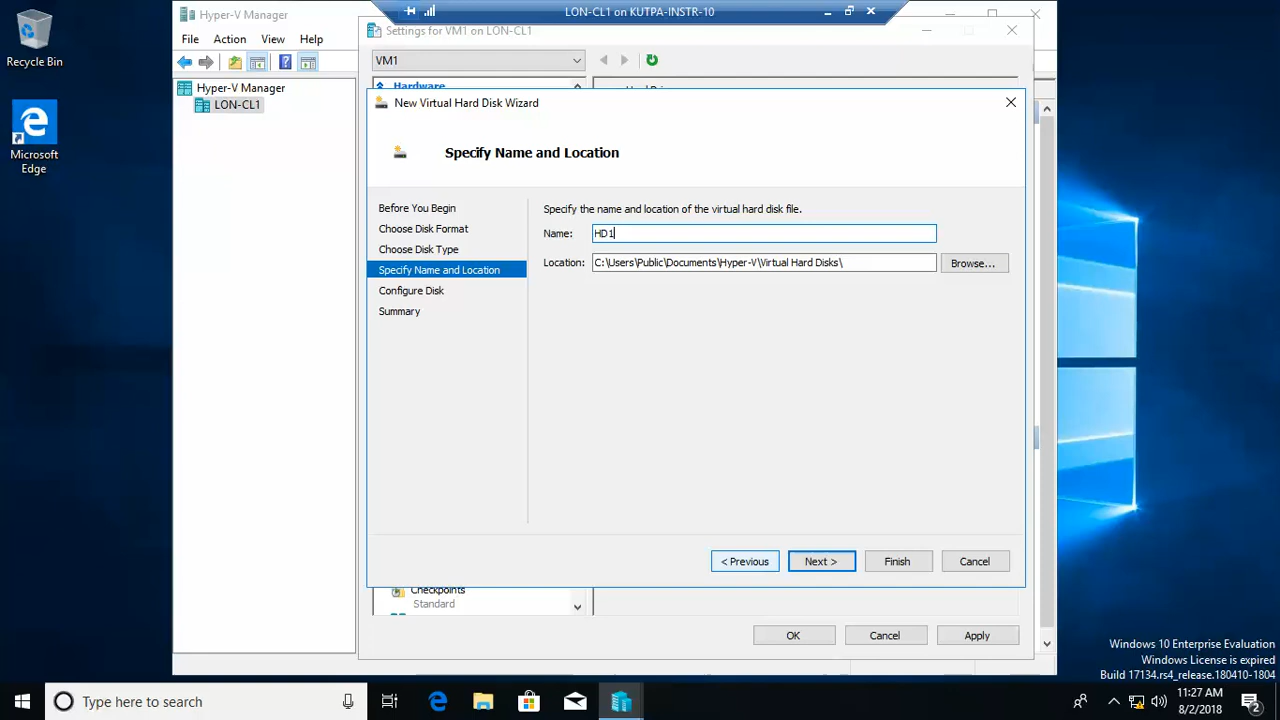 LON-CL1 on KUTPA-INSTR-10
Recycle Bin
Microsoft
Edge
Hyper-V Manager
File Action View Help
Hyper-V Manager
LON-CL1
Settings for VM1 on LON-CL1
VM1
Hardware
New Virtual Hard Disk Wizard
Specify Name and Location
Before You Begin
Choose Disk Format
Choose Disk Type
Specify Name and Location
Configure Disk
Summary
Specify the name and location of the virtual hard disk file.
Name: HD1
Location: C:\Users\Public\Documents\Hyper-V\Virtual Hard Disks\ Browse...
< Previous Next > Finish Cancel
Checkpoints
Standard
OK Cancel Apply
Windows 10 Enterprise Evaluation
Windows License is expired
Build 17134.rs4_release.180410-1804
Type here to search
11:27 AM
8/2/2018
2